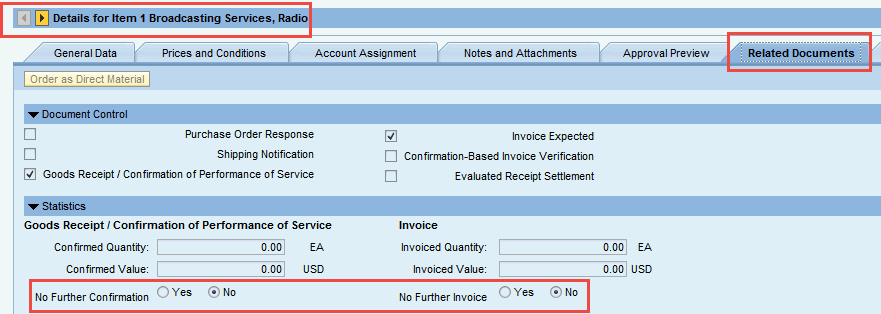 Details for Item 1 Broadcasting Services, Radio
General Data Prices and Conditions Account Assignment Notes and Attachments Approval Preview Related Documents
Order as Direct Material
Document Control
Purchase Order Response Invoice Expected
Shipping Notification Confirmation-Based Invoice Verification
Goods Receipt / Confirmation of Performance of Service Evaluated Receipt Settlement
Statistics
Goods Receipt / Confirmation of Performance of Service Invoice
Confirmed Quantity: 0.00 EA Invoiced Quantity: 0.00 EA
Confirmed Value: 0.00 USD Invoiced Value: 0.00 USD
No Further Confirmation Yes No No Further Invoice Yes No